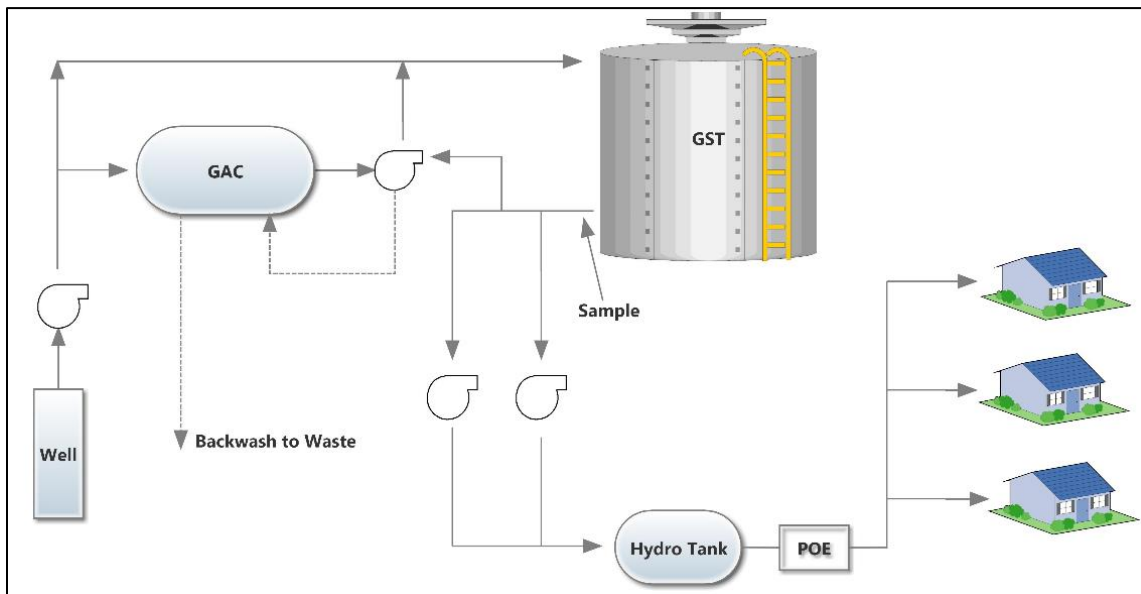 GST
GAC
Sample
Well
Backwash to Waste
Hydro Tank
POE